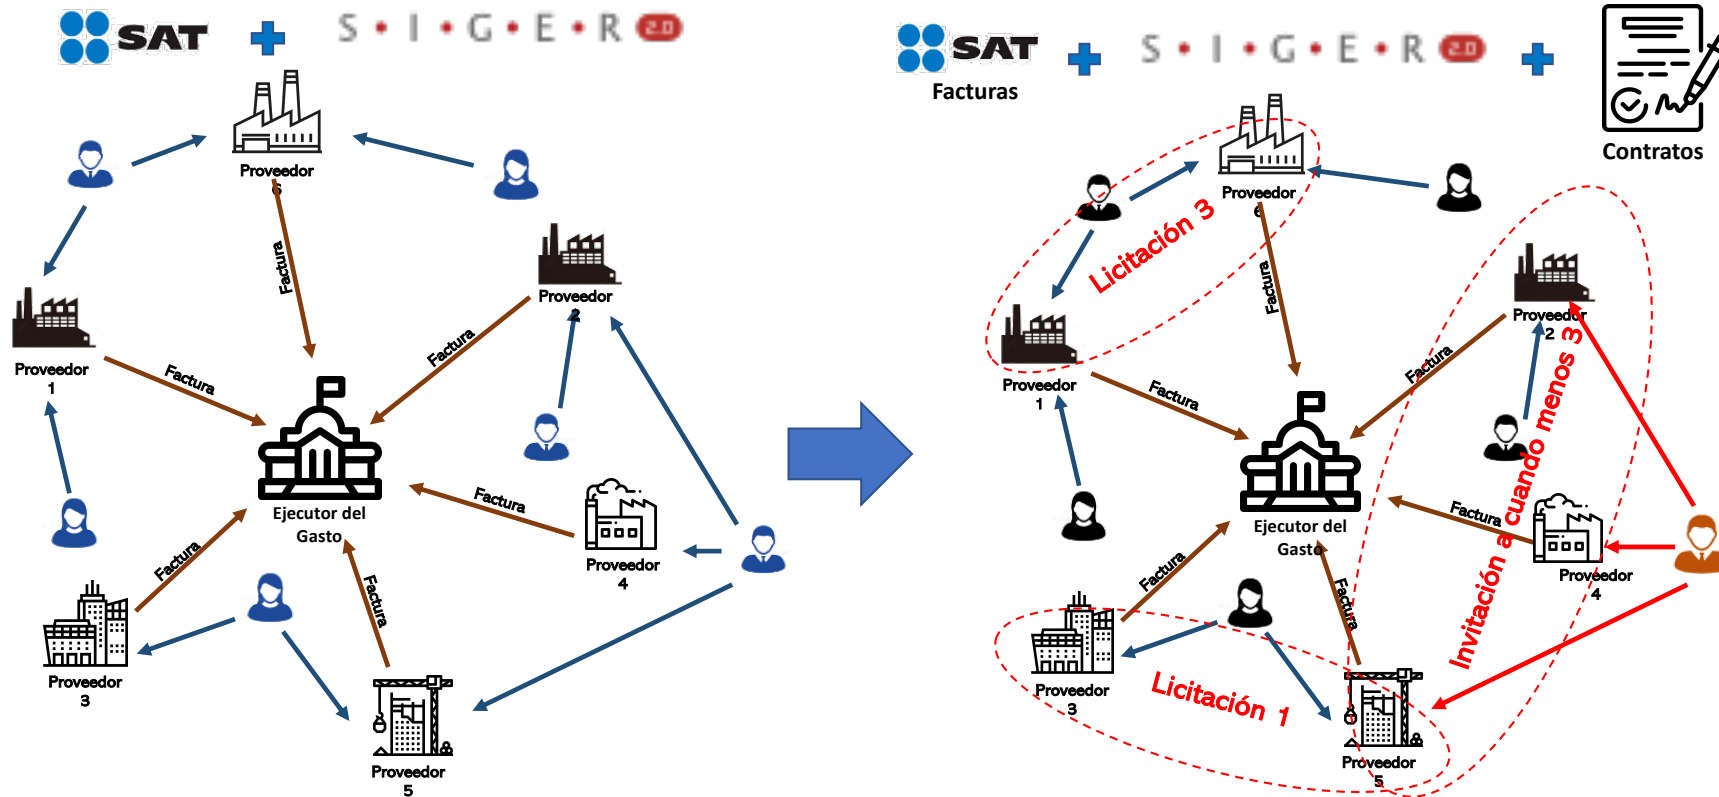 SAT
S • I • G • E • R 2.0
Proveedor
6
Factura
Proveedor
2
Factura
Proveedor
1
Factura
Ejecutor del
Gasto
Factura
Proveedor
4
Factura
Factura
Proveedor
3
Proveedor
5
SAT
Facturas
S • I • G • E • R 2.0
Contratos
Proveedor
6
Licitación 3
Factura
Proveedor
2
Factura
Proveedor
1
Factura
Invitación a cuando menos 3
Ejecutor del
Gasto
Factura
Proveedor
4
Factura
Factura
Proveedor
3
Licitación 1
Proveedor
5